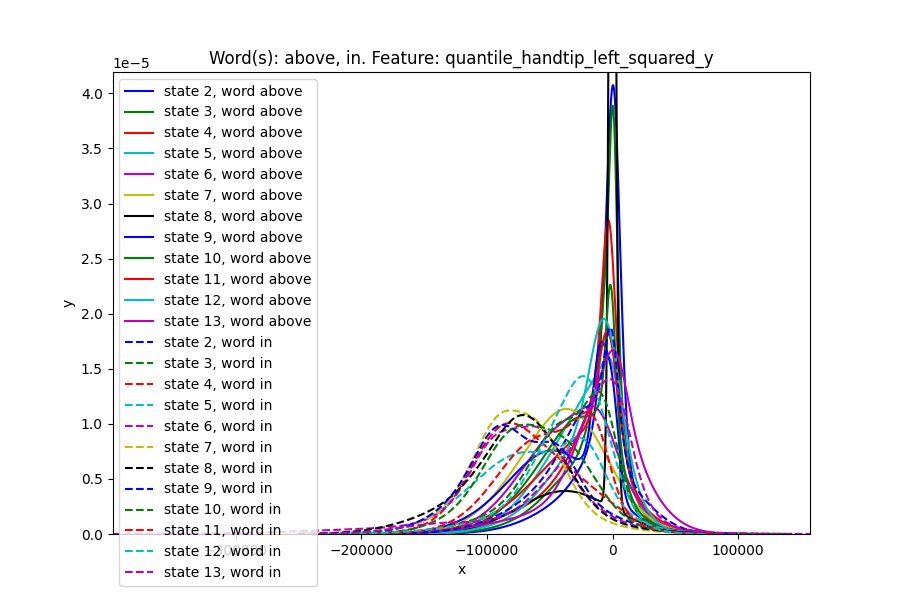 Word(s): above, in. Feature: quantile_handtip_left_squared_y
1e−5
4.0
3.5
3.0
2.5
2.0
1.5
1.0
0.5
0.0
y
state 2, word above
state 3, word above
state 4, word above
state 5, word above
state 6, word above
state 7, word above
state 8, word above
state 9, word above
state 10, word above
state 11, word above
state 12, word above
state 13, word above
state 2, word in
state 3, word in
state 4, word in
state 5, word in
state 6, word in
state 7, word in
state 8, word in
state 9, word in
state 10, word in
state 11, word in
state 12, word in
state 13, word in
−300000 −200000 −100000 0 100000
x